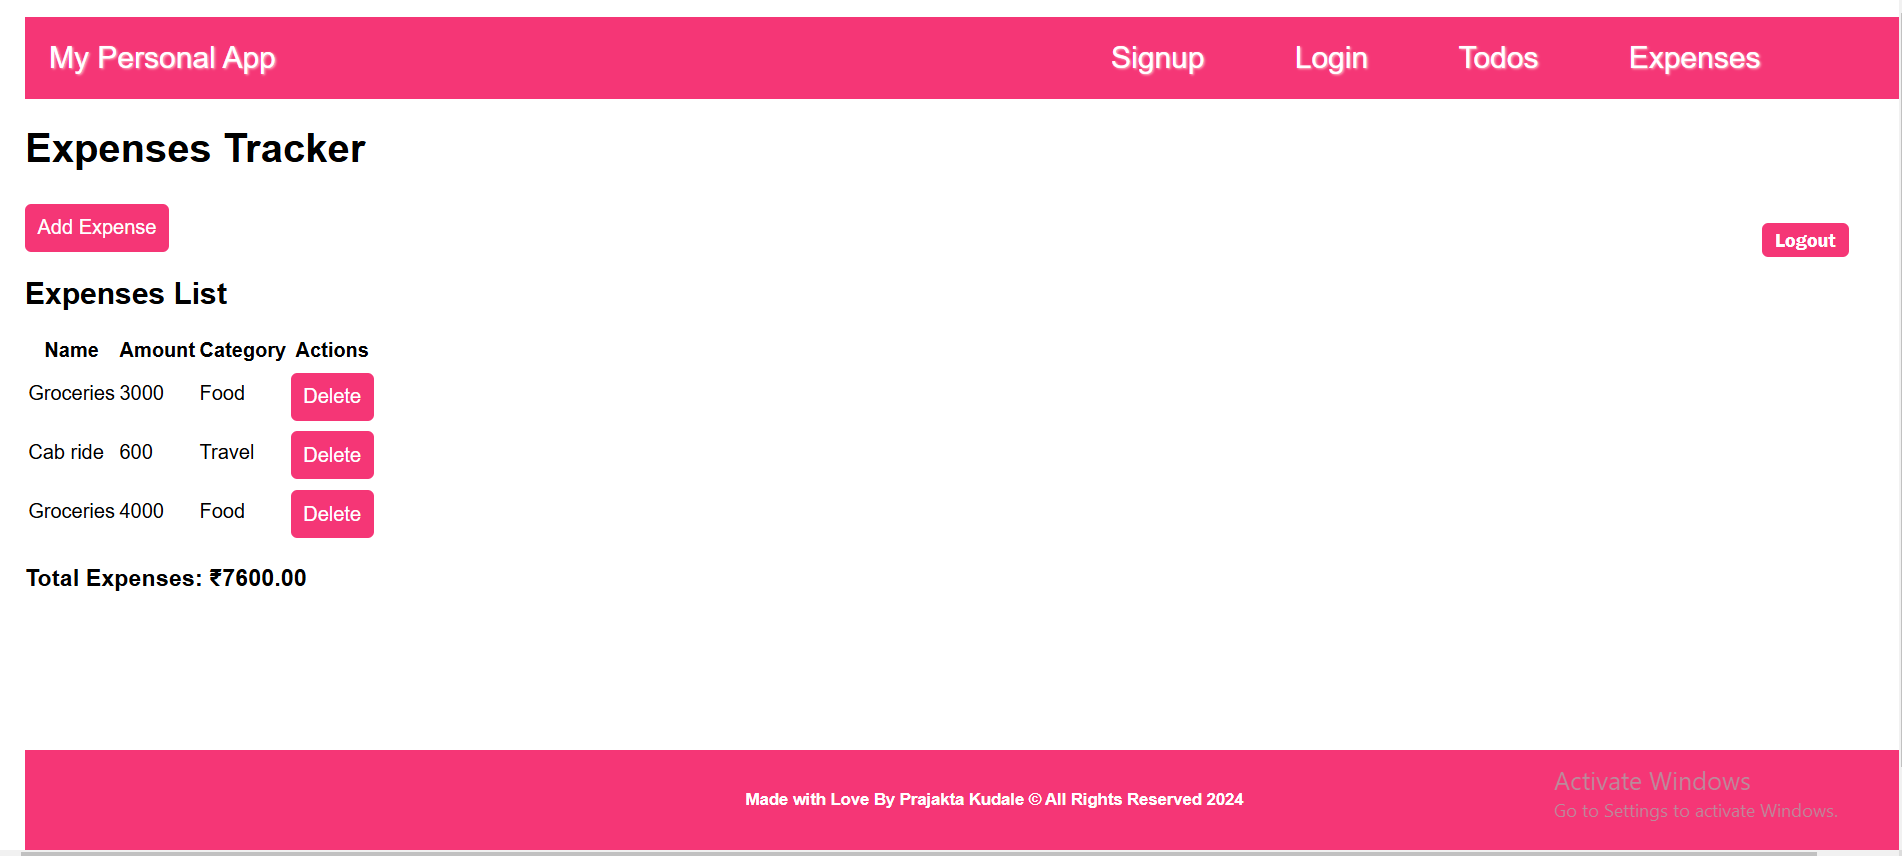 My Personal App Signup Login Todos Expenses
Expenses Tracker
Add Expense
Logout
Expenses List
Name Amount Category Actions
Groceries 3000 Food Delete
Cab ride 600 Travel Delete
Groceries 4000 Food Delete
Total Expenses: ₹7600.00
Made with Love By Prajakta Kudale © All Rights Reserved 2024
Activate Windows
Go to Settings to activate Windows.